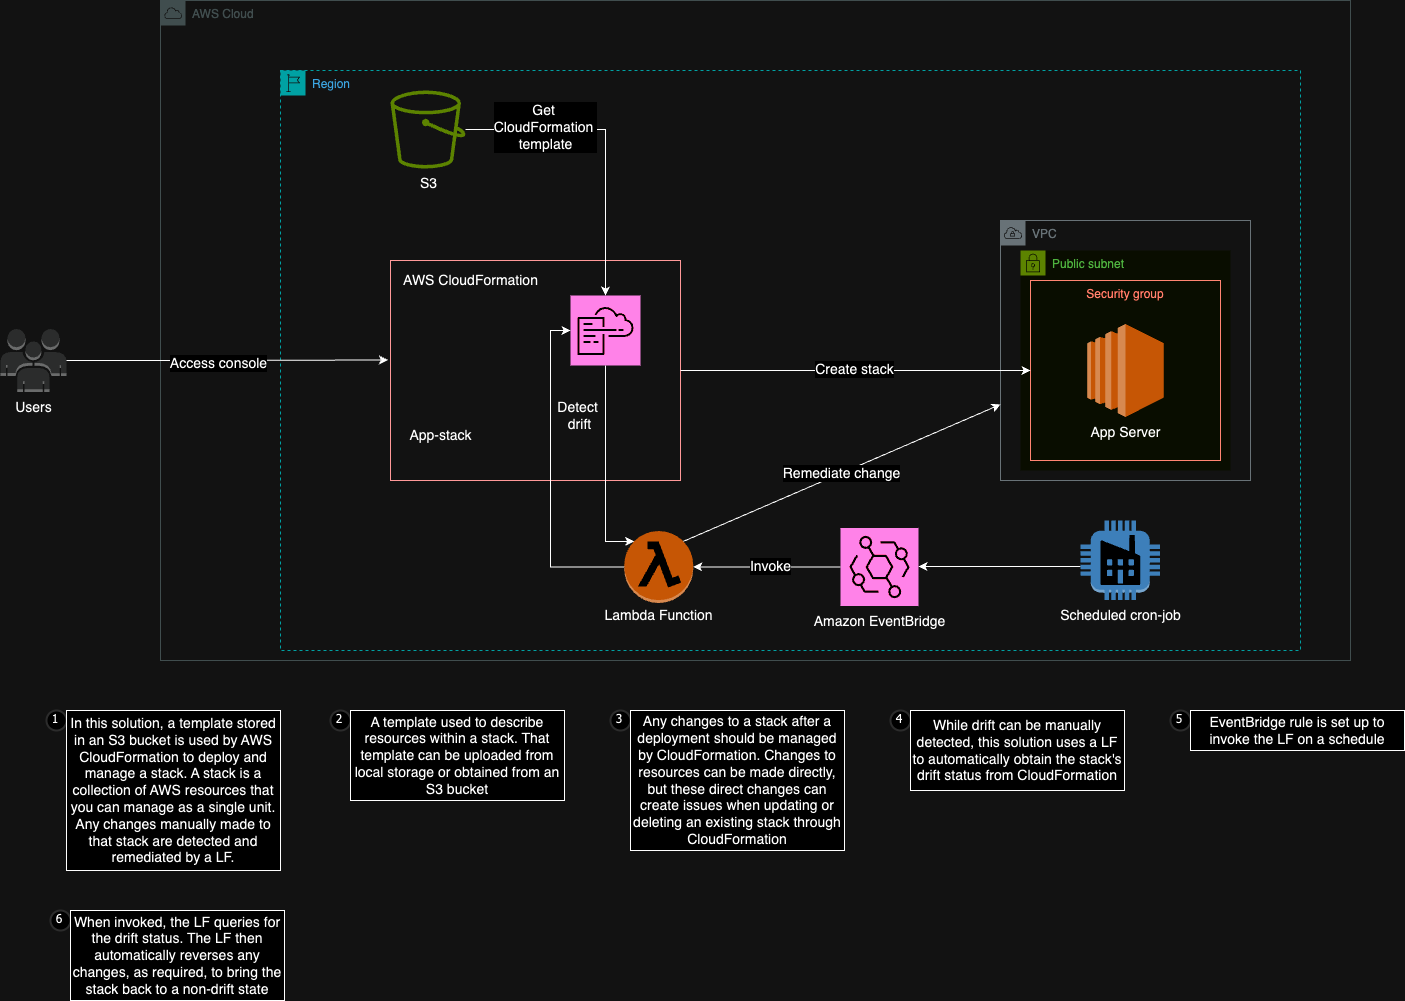 AWS Cloud
Region
Get
CloudFormation
template
S3
VPC
Public subnet
Security group
App Server
AWS CloudFormation
Access console
Users
Create stack
Detect
drift
App-stack
Remediate change
Invoke
Lambda Function
Amazon EventBridge
Scheduled cron-job
1
In this solution, a template stored
in an S3 bucket is used by AWS
CloudFormation to deploy and
manage a stack. A stack is a
collection of AWS resources that
you can manage as a single unit.
Any changes manually made to
that stack are detected and
remediated by a LF.
2
A template used to describe
resources within a stack. That
template can be uploaded from
local storage or obtained from an
S3 bucket
3
Any changes to a stack after a
deployment should be managed
by CloudFormation. Changes to
resources can be made directly,
but these direct changes can
create issues when updating or
deleting an existing stack through
CloudFormation
4
While drift can be manually
detected, this solution uses a LF
to automatically obtain the stack's
drift status from CloudFormation
5
EventBridge rule is set up to
invoke the LF on a schedule
6
When invoked, the LF queries for
the drift status. The LF then
automatically reverses any
changes, as required, to bring the
stack back to a non-drift state